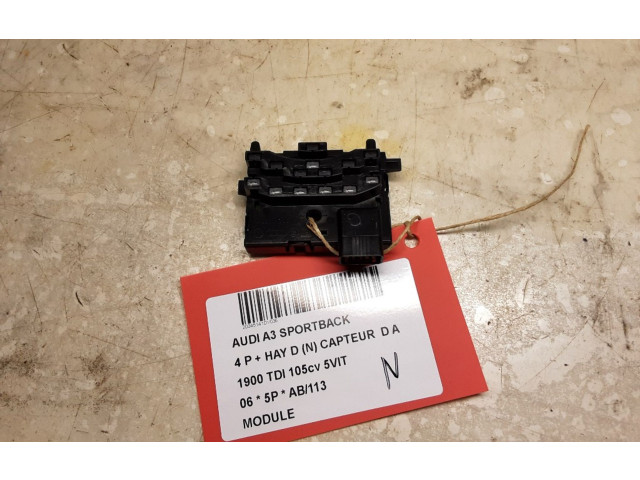 AUDI A3 SPORTBACK
4 P + HAY D (N) CAPTEUR D A
1900 TDI 105cv 5VIT
06 * 5P * AB/113
MODULE
N